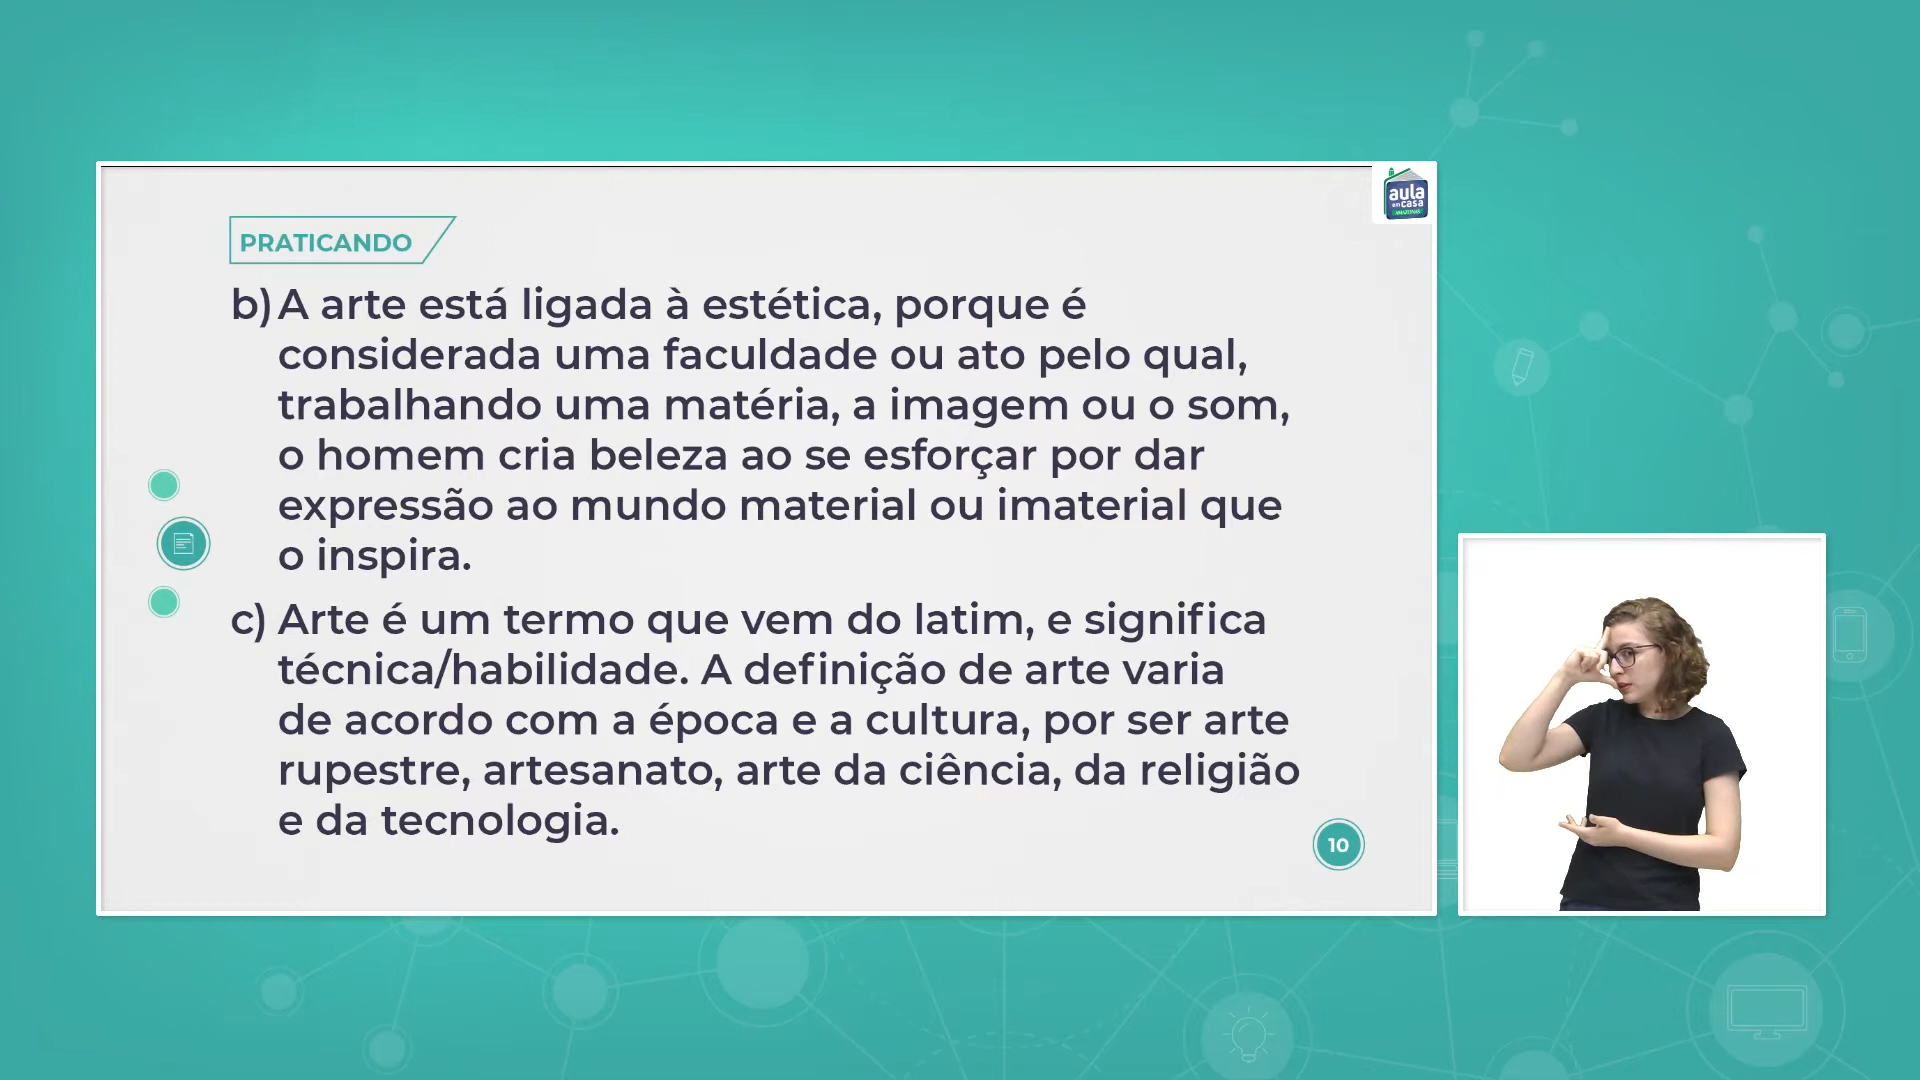 aula
em casa
AMAZONAS
PRATICANDO
b) A arte está ligada à estética, porque é
considerada uma faculdade ou ato pelo qual,
trabalhando uma matéria, a imagem ou o som,
o homem cria beleza ao se esforçar por dar
expressão ao mundo material ou imaterial que
o inspira.
c) Arte é um termo que vem do latim, e significa
técnica/habilidade. A definição de arte varia
de acordo com a época e a cultura, por ser arte
rupestre, artesanato, arte da ciência, da religião
e da tecnologia.
10